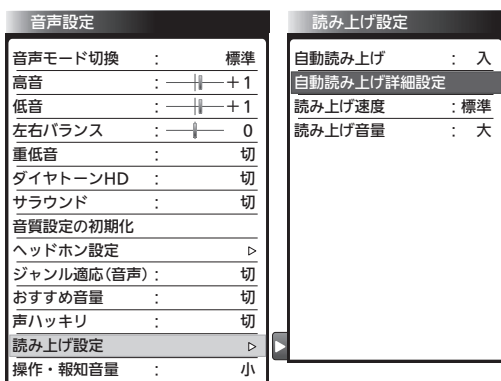 音声設定
音声モード切換 : 標準
高音 : +1
低音 : +1
左右バランス : 0
重低音 : 切
ダイヤトーンHD : 切
サラウンド : 切
音質設定の初期化
ヘッドホン設定
ジャンル適応(音声) : 切
おすすめ音量 : 切
声ハッキリ : 切
読み上げ設定
操作・報知音量 : 小
読み上げ設定
自動読み上げ : 入
自動読み上げ詳細設定
読み上げ速度 : 標準
読み上げ音量 : 大